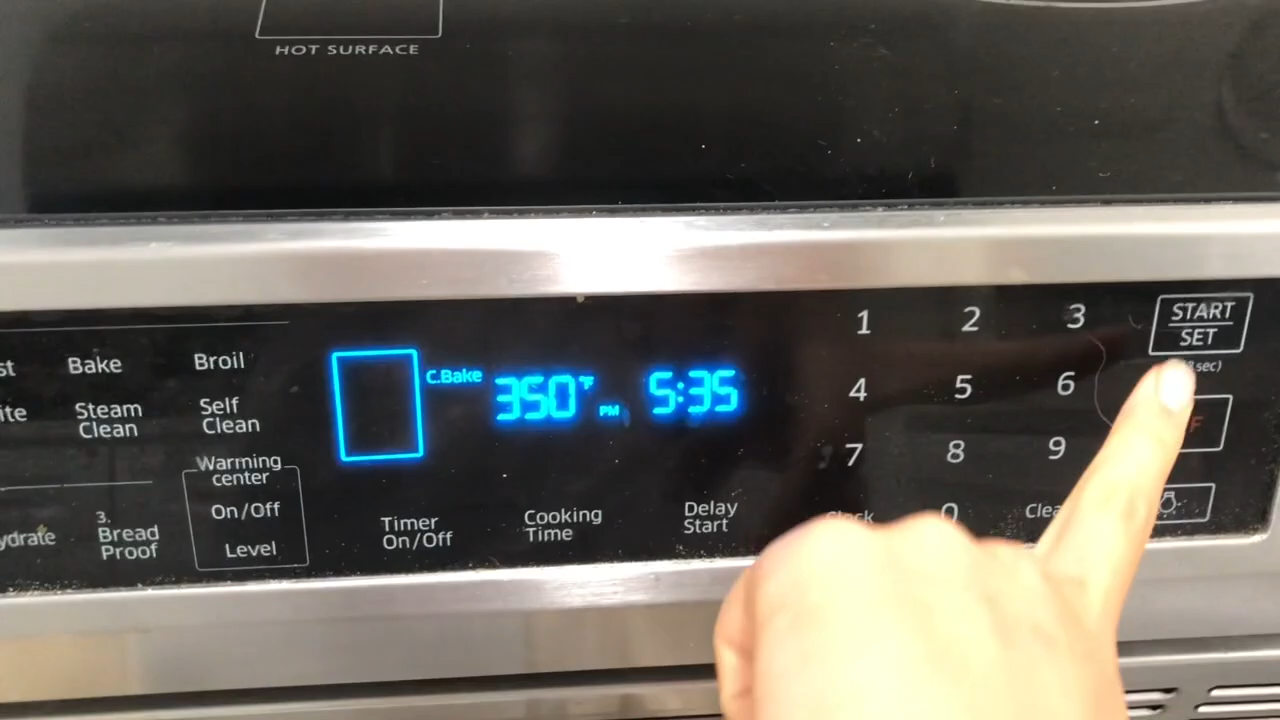 HOT SURFACE
1
2
3
START
SET
Bake
Broil
C.Bake
350°F
PM
5:35
4
5
6
Steam
Clean
Self
Clean
7
8
9
Warming
center
On/Off
Level
3.
Bread
Proof
Timer
On/Off
Cooking
Time
Delay
Start
0